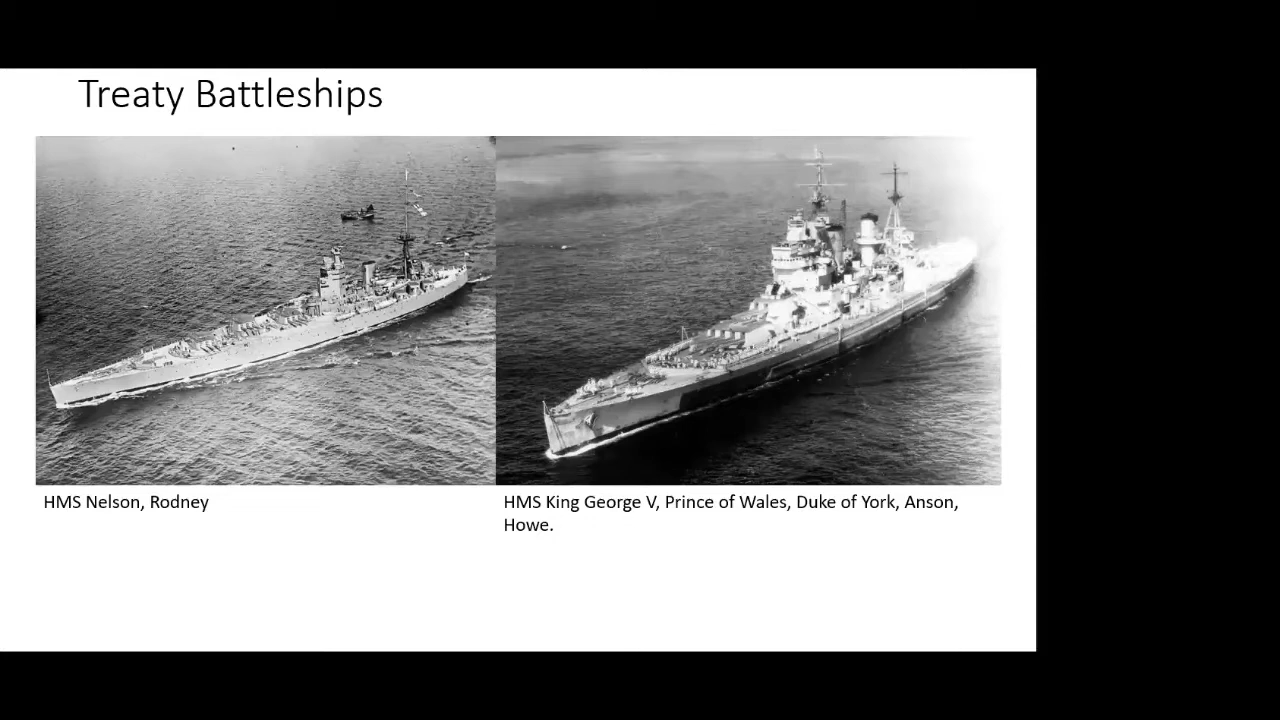 Treaty Battleships
HMS Nelson, Rodney
HMS King George V, Prince of Wales, Duke of York, Anson,
Howe.